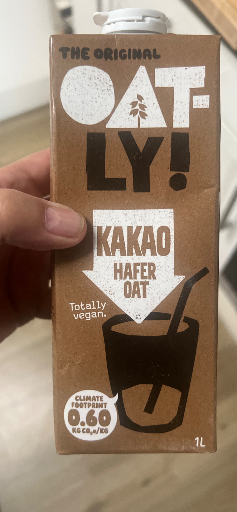 THE ORIGINAL
OAT-
LY!
KAKAO
HAFER
OAT
Totally
vegan.
CLIMATE
FOOTPRINT
0.60
KG CO₂e/KG
1L